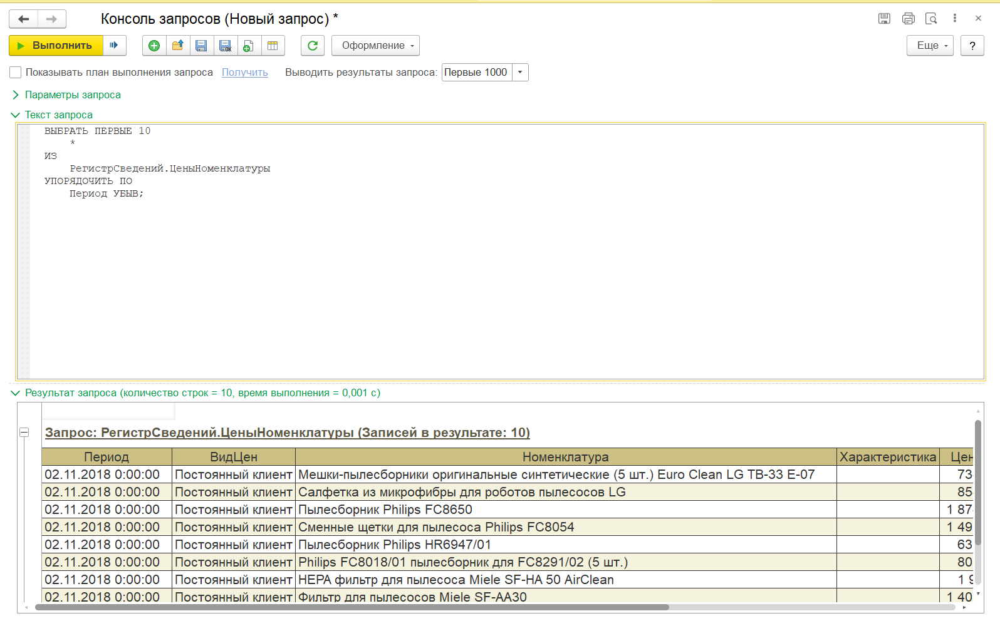 Консоль запросов (Новый запрос) *
Выполнить
OK
Оформление
Еще
?
Показывать план выполнения запроса Получить Выводить результаты запроса: Первые 1000
Параметры запроса
Текст запроса
ВЫБРАТЬ ПЕРВЫЕ 10
*
ИЗ
РегистрСведений.ЦеныНоменклатуры
УПОРЯДОЧИТЬ ПО
Период УБЫВ;
Результат запроса (количество строк = 10, время выполнения = 0,001 с)
Запрос: РегистрСведений.ЦеныНоменклатуры (Записей в результате: 10)
Период ВидЦен Номенклатура Характеристика Цен
02.11.2018 0:00:00 Постоянный клиент Мешки-пылесборники оригинальные синтетические (5 шт.) Euro Clean LG TB-33 E-07 73
02.11.2018 0:00:00 Постоянный клиент Салфетка из микрофибры для роботов пылесосов LG 85
02.11.2018 0:00:00 Постоянный клиент Пылесборник Philips FC8650 1 87
02.11.2018 0:00:00 Постоянный клиент Сменные щетки для пылесоса Philips FC8054 1 49
02.11.2018 0:00:00 Постоянный клиент Пылесборник Philips HR6947/01 63
02.11.2018 0:00:00 Постоянный клиент Philips FC8018/01 пылесборник для FC8291/02 (5 шт.) 80
02.11.2018 0:00:00 Постоянный клиент HEPA фильтр для пылесоса Miele SF-HA 50 AirClean 1 9
02.11.2018 0:00:00 Постоянный клиент Фильтр для пылесосов Miele SF-AA30 1 40